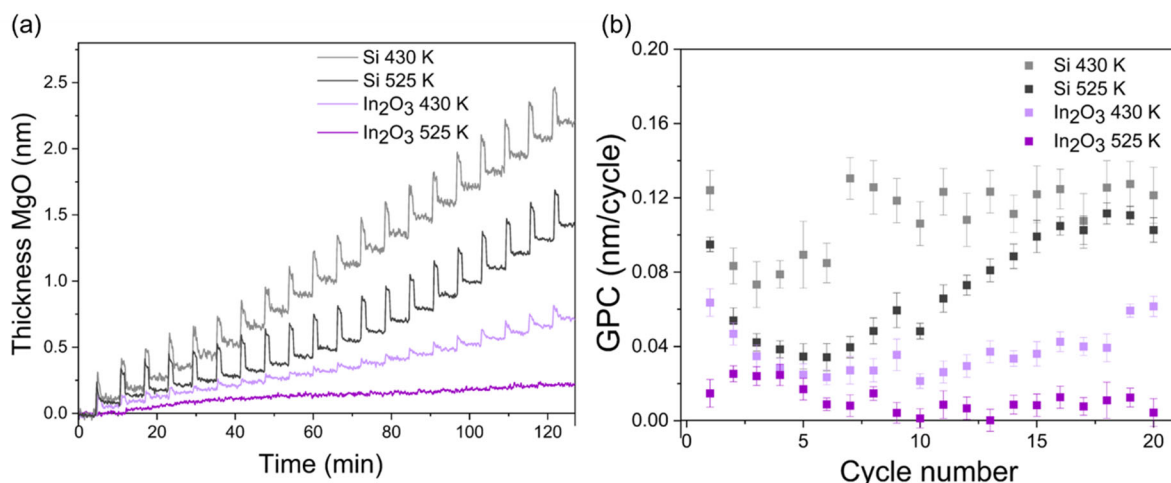 (a)
Thickness MgO (nm)
2.5
2.0
1.5
1.0
0.5
0.0
Si 430 K
Si 525 K
In2O3 430 K
In2O3 525 K
0 20 40 60 80 100 120
Time (min)
(b)
GPC (nm/cycle)
0.20
0.16
0.12
0.08
0.04
0.00
Si 430 K
Si 525 K
In2O3 430 K
In2O3 525 K
0 5 10 15 20
Cycle number